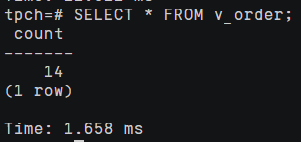 tpch=# SELECT * FROM v_order;
 count
-------
    14
(1 row)

Time: 1.658 ms